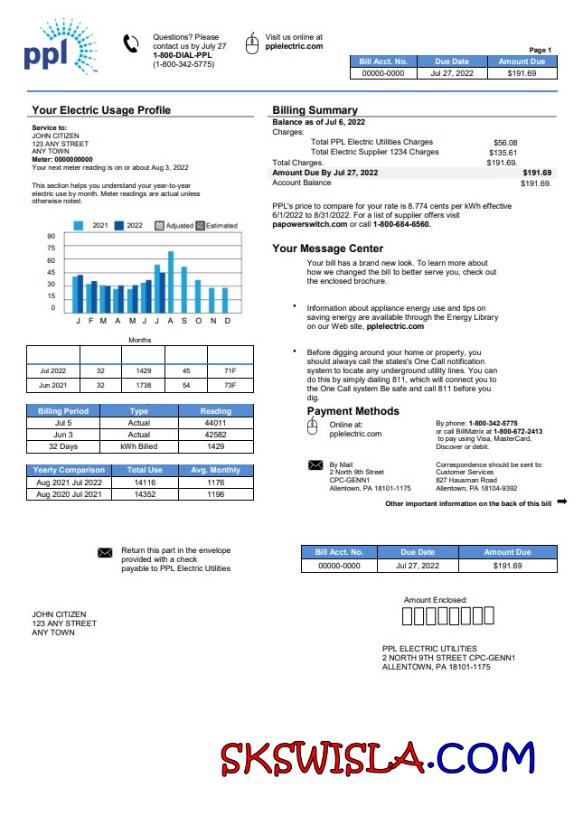 ppl
Questions? Please
contact us by July 27
1-800-DIAL-PPL
(1-800-342-5775)
Visit us online at
pplelectric.com
Page 1
Bill Acct. No. Due Date Amount Due
00000-0000 Jul 27, 2022 $191.69
Your Electric Usage Profile
Service to:
JOHN CITIZEN
123 ANY STREET
ANY TOWN
Meter: 0000000000
Your next meter reading is on or about Aug 3, 2022
This section helps you understand your year-to-year
electric use by month. Meter readings are actual unless
otherwise noted.
2021 2022 Adjusted Estimated
90
75
60
45
30
15
0
J F M A M J J A S O N D
Months
Jul 2022 32 1429 45 71F
Jun 2021 32 1738 54 73F
Billing Period Type Reading
Jul 5 Actual 44011
Jun 3 Actual 42582
32 Days kWh Billed 1429
Yearly Comparison Total Use Avg. Monthly
Aug 2021 Jul 2022 14116 1176
Aug 2020 Jul 2021 14352 1196
Billing Summary
Balance as of Jul 6, 2022
Charges:
Total PPL Electric Utilities Charges $56.08
Total Electric Supplier 1234 Charges $135.61
Total Charges. $191.69.
Amount Due By Jul 27, 2022 $191.69
Account Balance $191.69.
PPL's price to compare for your rate is 8.774 cents per kWh effective
6/1/2022 to 8/31/2022. For a list of supplier offers visit
papowerswitch.com or call 1-800-684-6560.
Your Message Center
Your bill has a brand new look. To learn more about
how we changed the bill to better serve you, check out
the enclosed brochure.
* Information about appliance energy use and tips on
saving energy are available through the Energy Library
on our Web site, pplelectric.com
* Before digging around your home or property, you
should always call the states's One Call notification
system to locate any underground utility lines. You can
do this by simply dialing 811, which will connect you to
the One Call system Be safe and call 811 before you
dig.
Payment Methods
Online at:
pplelectric.com
By phone: 1-800-342-5775
or call BillMatrix at 1-800-672-2413
to pay using Visa, MasterCard,
Discover or debit.
By Mail:
2 North 9th Street
CPC-GENN1
Allentown, PA 18101-1175
Correspondence should be sent to:
Customer Services
827 Hausman Road
Allentown, PA 18104-9392
Other important information on the back of this bill
Return this part in the envelope
provided with a check
payable to PPL Electric Utilities
Bill Acct. No. Due Date Amount Due
00000-0000 Jul 27, 2022 $191.69
Amount Enclosed:
JOHN CITIZEN
123 ANY STREET
ANY TOWN
PPL ELECTRIC UTILITIES
2 NORTH 9TH STREET CPC-GENN1
ALLENTOWN, PA 18101-1175
SKSWISLA.COM